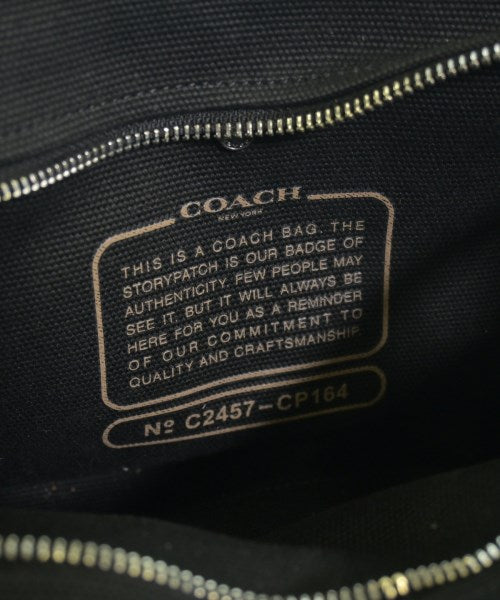 COACH
NEW YORK
THIS IS A COACH BAG. THE
STORYPATCH IS OUR BADGE OF
AUTHENTICITY. FEW PEOPLE MAY
SEE IT. BUT IT WILL ALWAYS BE
HERE FOR YOU AS A REMINDER
OF OUR COMMITMENT TO
QUALITY AND CRAFTSMANSHIP.
Nº C2457-CP164